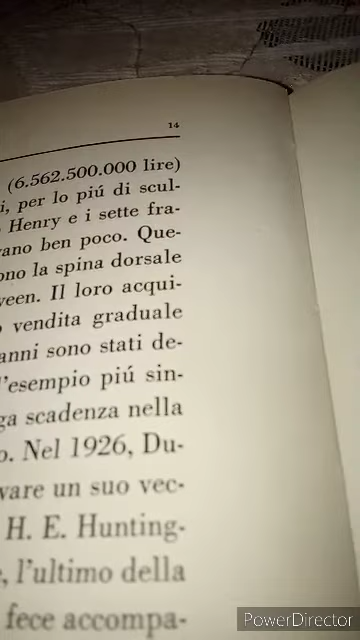 14
(6.562.500.000 lire)
i, per lo piú di scul-
Henry e i sette fra-
vano ben poco. Que-
ono la spina dorsale
veen. Il loro acqui-
o vendita graduale
anni sono stati de-
l'esempio piú sin-
ga scadenza nella
o. Nel 1926, Du-
vare un suo vec-
H. E. Hunting-
e, l'ultimo della
fece accompa-
PowerDirector